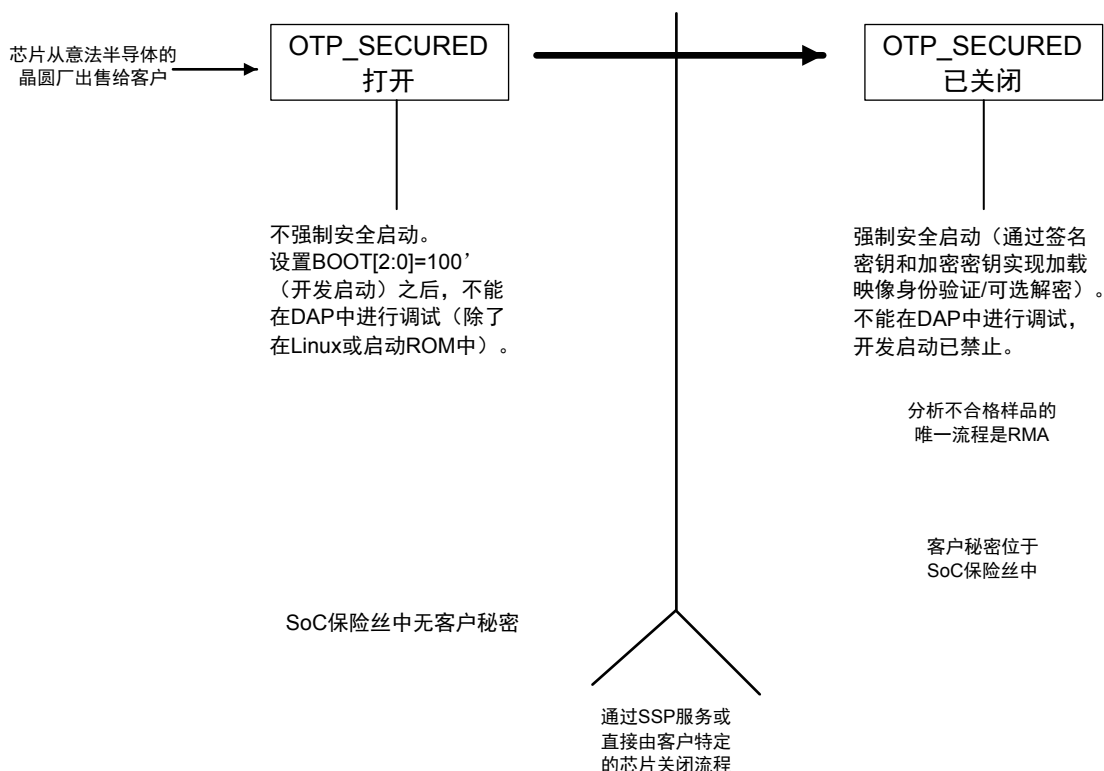 芯片从意法半导体的
晶圆厂出售给客户
OTP_SECURED
打开
OTP_SECURED
已关闭
不强制安全启动。
设置BOOT[2:0]=100’
（开发启动）之后，不能
在DAP中进行调试（除了
在Linux或启动ROM中）。
强制安全启动（通过签名
密钥和加密密钥实现加载
映像身份验证/可选解密）。
不能在DAP中进行调试，
开发启动已禁止。
分析不合格样品的
唯一流程是RMA
客户秘密位于
SoC保险丝中
SoC保险丝中无客户秘密
通过SSP服务或
直接由客户特定
的芯片关闭流程